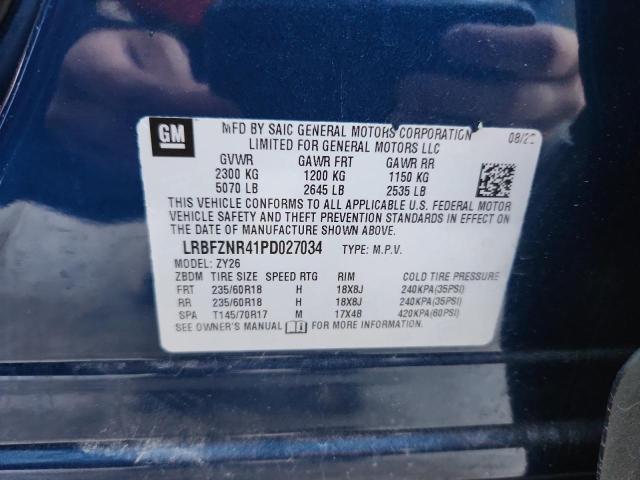 GM
MFD BY SAIC GENERAL MOTORS CORPORATION 08/22
LIMITED FOR GENERAL MOTORS LLC
GVWR GAWR FRT GAWR RR
2300 KG 1200 KG 1150 KG
5070 LB 2645 LB 2535 LB
THIS VEHICLE CONFORMS TO ALL APPLICABLE U.S. FEDERAL MOTOR
VEHICLE SAFETY AND THEFT PREVENTION STANDARDS IN EFFECT ON
THE DATE OF MANUFACTURE SHOWN ABOVE.
LRBFZNR41PD027034 TYPE: M.P.V.
MODEL: ZY26
ZBDM TIRE SIZE SPEED RTG RIM COLD TIRE PRESSURE
FRT 235/60R18 H 18X8J 240KPA(35PSI)
RR 235/60R18 H 18X8J 240KPA(35PSI)
SPA T145/70R17 M 17X4B 420KPA(60PSI)
SEE OWNER'S MANUAL FOR MORE INFORMATION